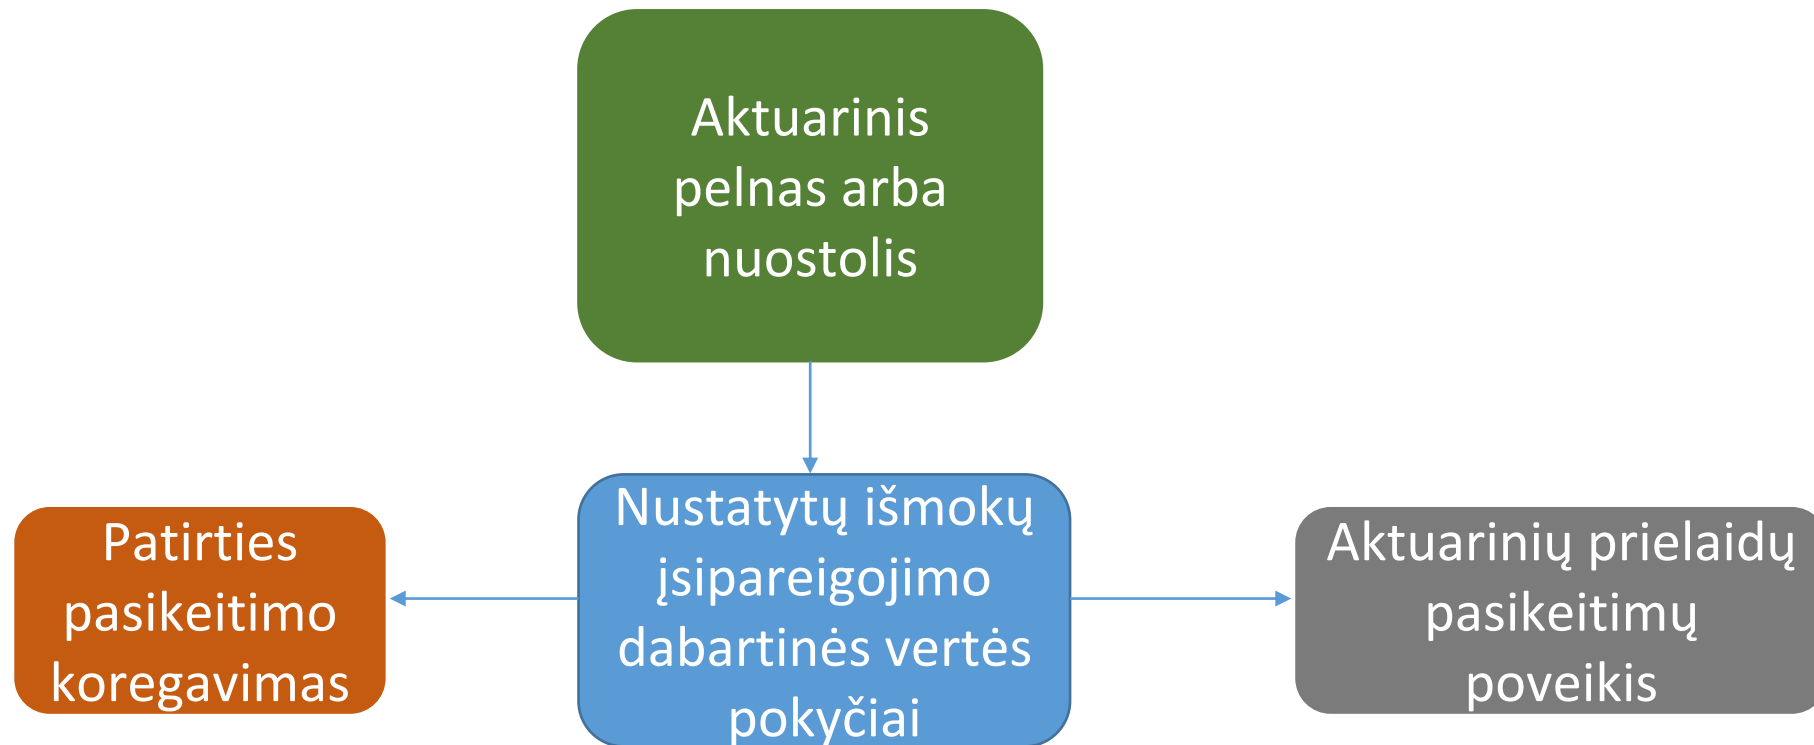 Aktuarinis
pelnas arba
nuostolis
Patirties
pasikeitimo
koregavimas
Nustatytų išmokų
įsipareigojimo
dabartinės vertės
pokyčiai
Aktuarinių prielaidų
pasikeitimų
poveikis